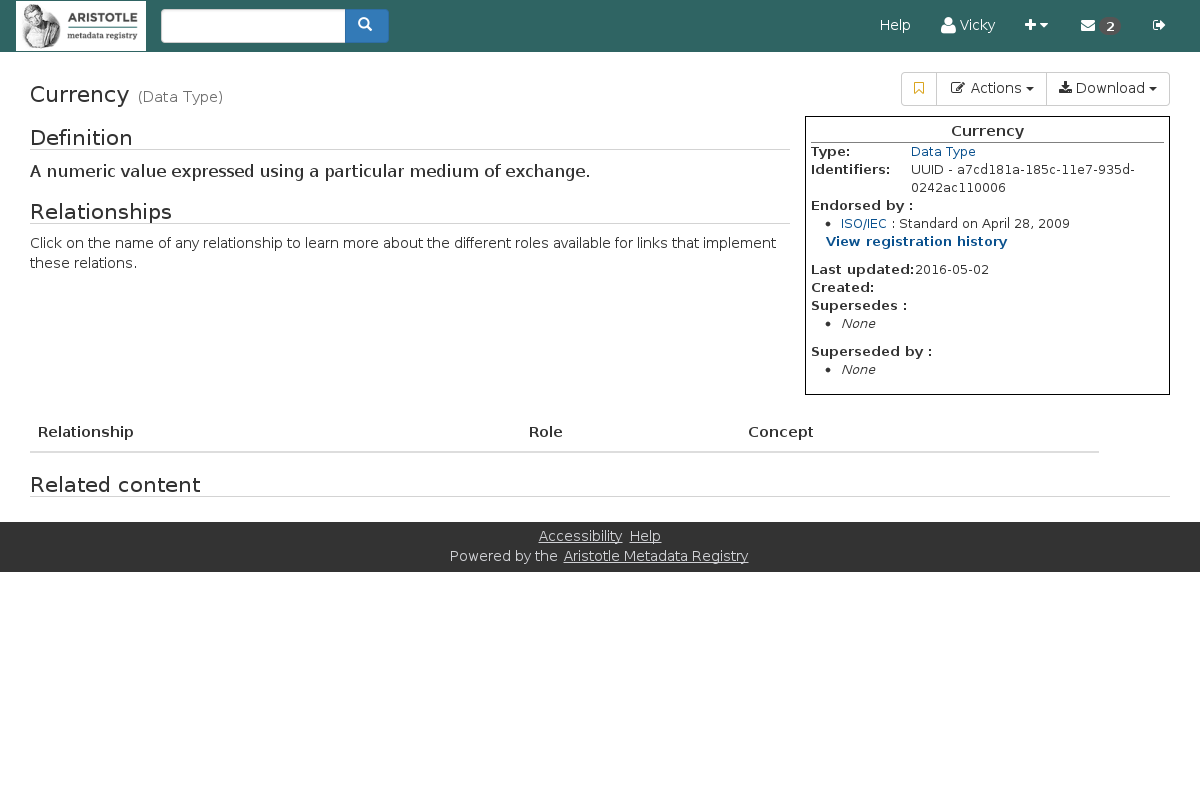 ARISTOTLE
metadata registry
Help
Vicky
2
Currency (Data Type)
Actions
Download
Definition
A numeric value expressed using a particular medium of exchange.
Relationships
Click on the name of any relationship to learn more about the different roles available for links that implement
these relations.
Currency
Type: Data Type
Identifiers: UUID - a7cd181a-185c-11e7-935d-
0242ac110006
Endorsed by :
• ISO/IEC : Standard on April 28, 2009
View registration history
Last updated:2016-05-02
Created:
Supersedes :
• None
Superseded by :
• None
Relationship Role Concept
Related content
Accessibility Help
Powered by the Aristotle Metadata Registry